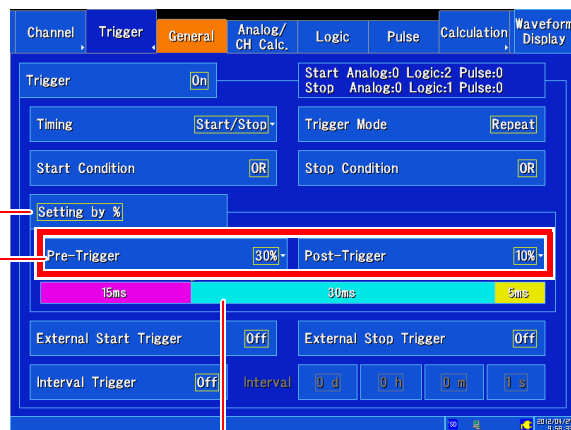 Channel Trigger General Analog/ CH Calc. Logic Pulse Calculation Waveform Display
Trigger On
Start Analog:0 Logic:2 Pulse:0
Stop Analog:0 Logic:1 Pulse:0
Timing Start/Stop
Trigger Mode Repeat
Start Condition OR
Stop Condition OR
Setting by %
Pre-Trigger 30%
Post-Trigger 10%
15ms 30ms 5ms
External Start Trigger Off
External Stop Trigger Off
Interval Trigger Off Interval 0 d 0 h 0 m 1 s
SD